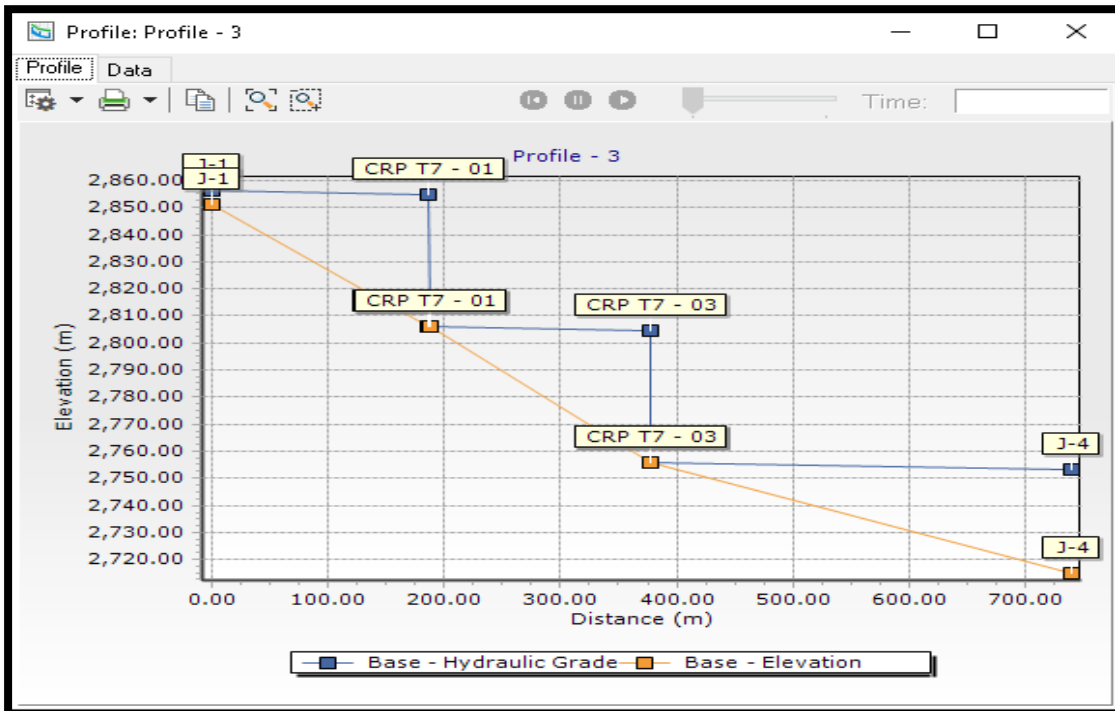 Profile: Profile - 3
Profile Data
Time:
Profile - 3
J-1
J-1
CRP T7 - 01
CRP T7 - 01
CRP T7 - 03
CRP T7 - 03
J-4
J-4
Elevation (m)
2,860.00
2,850.00
2,840.00
2,830.00
2,820.00
2,810.00
2,800.00
2,790.00
2,780.00
2,770.00
2,760.00
2,750.00
2,740.00
2,730.00
2,720.00
0.00 100.00 200.00 300.00 400.00 500.00 600.00 700.00
Distance (m)
Base - Hydraulic Grade Base - Elevation